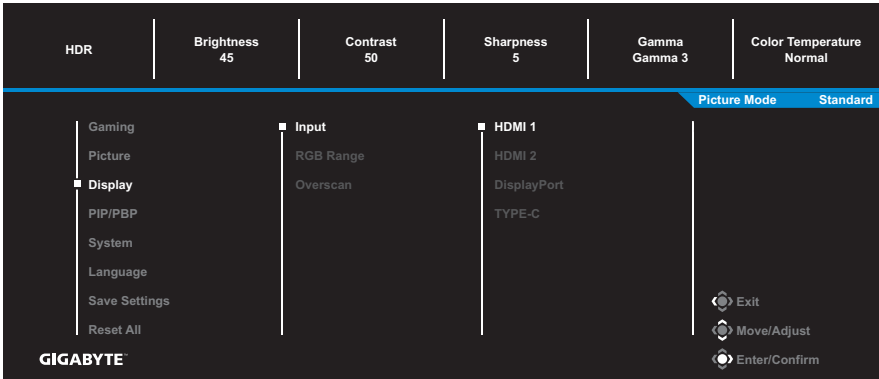 HDR
Brightness
45
Contrast
50
Sharpness
5
Gamma
Gamma 3
Color Temperature
Normal
Picture Mode Standard
Gaming
Picture
Display
PIP/PBP
System
Language
Save Settings
Reset All
Input
RGB Range
Overscan
HDMI 1
HDMI 2
DisplayPort
TYPE-C
Exit
Move/Adjust
Enter/Confirm
GIGABYTE™